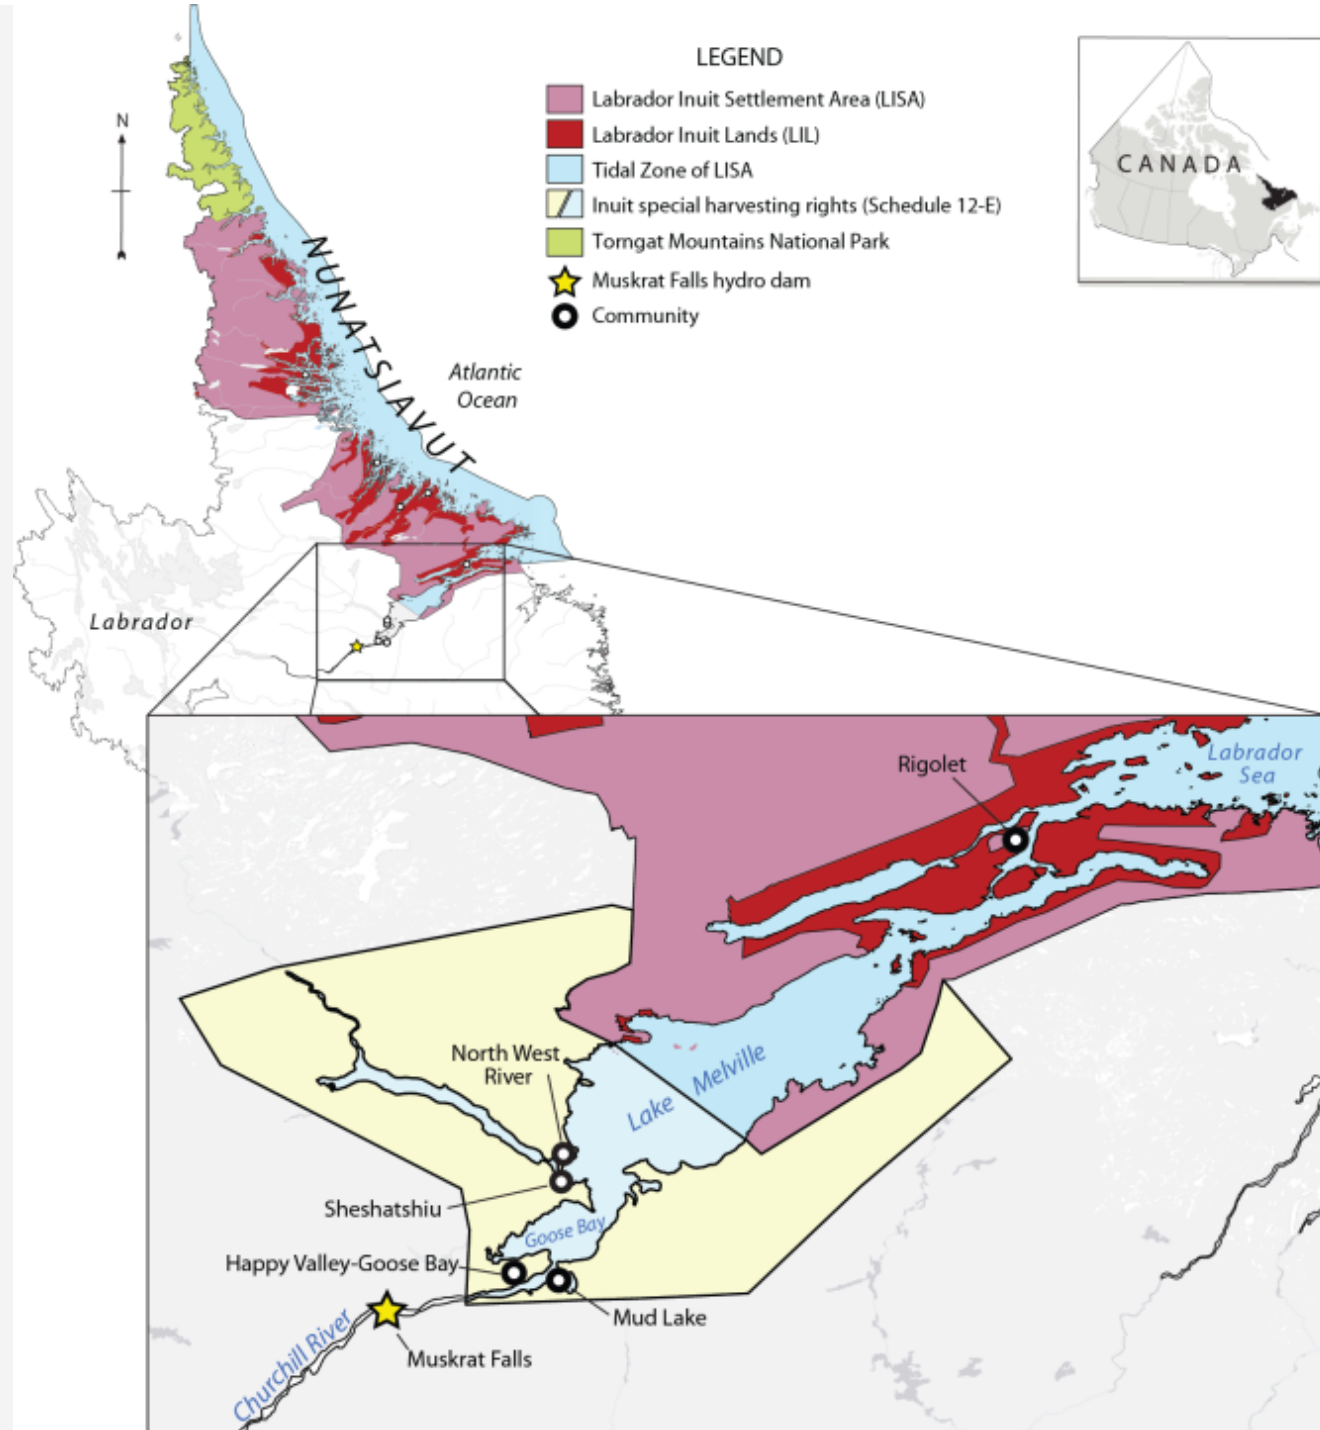 LEGEND
Labrador Inuit Settlement Area (LISA)
Labrador Inuit Lands (LIL)
Tidal Zone of LISA
Inuit special harvesting rights (Schedule 12-E)
Torngat Mountains National Park
Muskrat Falls hydro dam
Community
CANADA
N
NUNATSIAVUT
Atlantic
Ocean
Labrador
Rigolet
Labrador
Sea
North West
River
Lake Melville
Sheshatshiu
Goose Bay
Happy Valley-Goose Bay
Mud Lake
Churchill River
Muskrat Falls